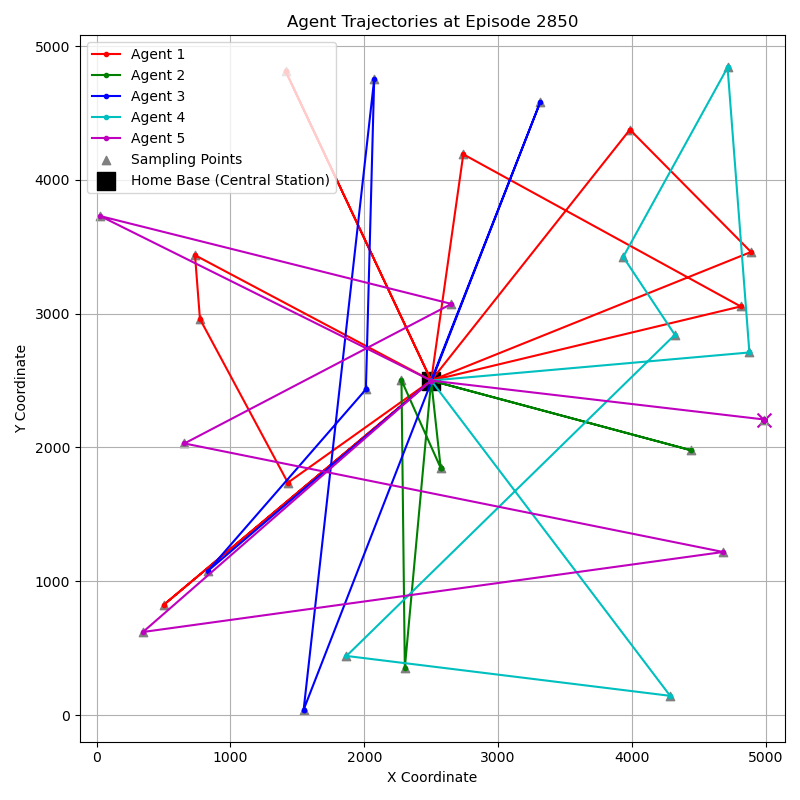 Agent Trajectories at Episode 2850
Agent 1
Agent 2
Agent 3
Agent 4
Agent 5
Sampling Points
Home Base (Central Station)
Y Coordinate
5000
4000
3000
2000
1000
0
0 1000 2000 3000 4000 5000
X Coordinate